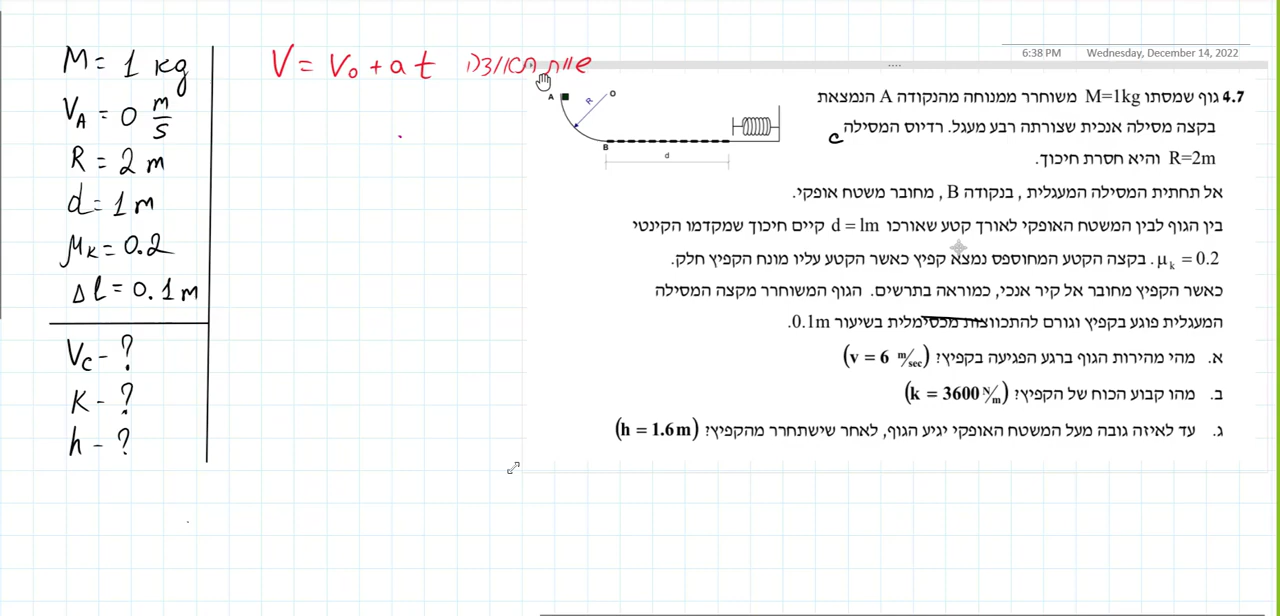 M = 1 kg
V_A = 0 m/s
R = 2 m
d = 1 m
μ_K = 0.2
Δl = 0.1 m
V_C - ?
K - ?
h - ?
V = V₀ + a t שוות תאוצה
6:38 PM Wednesday, December 14, 2022
A
R
O
B
d
c
4.7 גוף שמסתו M=1kg משוחרר ממנוחה מהנקודה A הנמצאת
בקצה מסילה אנכית שצורתה רבע מעגל. רדיוס המסילה
R=2m והיא חסרת חיכוך.
אל תחתית המסילה המעגלית , בנקודה B , מחובר משטח אופקי.
בין הגוף לבין המשטח האופקי לאורך קטע שאורכו d = lm קיים חיכוך שמקדמו הקינטי
μ_k = 0.2 . בקצה הקטע המחוספס נמצא קפיץ כאשר הקטע עליו מונח הקפיץ חלק.
כאשר הקפיץ מחובר אל קיר אנכי, כמוראה בתרשים. הגוף המשוחרר מקצה המסילה
המעגלית פוגע בקפיץ וגורם להתכווצות מכסימלית בשיעור 0.1m.
א. מהי מהירות הגוף ברגע הפגיעה בקפיץ? (v = 6 m/sec)
ב. מהו קבוע הכוח של הקפיץ? (k = 3600 N/m)
ג. עד לאיזה גובה מעל המשטח האופקי יגיע הגוף, לאחר שישתחרר מהקפיץ? (h = 1.6m)